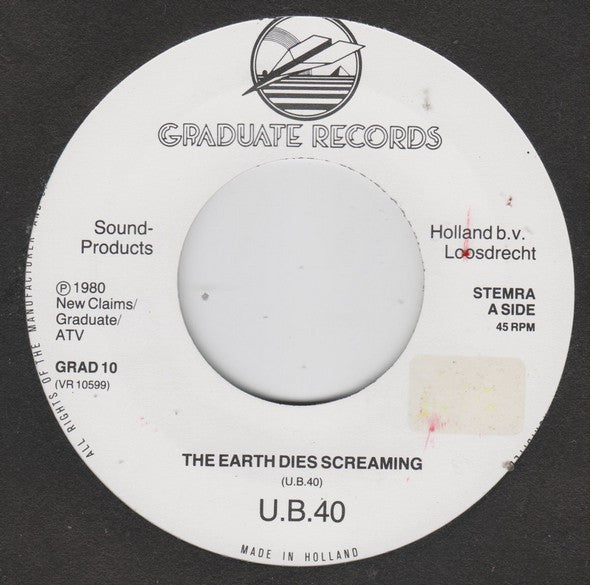 GRADUATE RECORDS
Sound-
Products
Holland b.v.
Loosdrecht
℗ 1980
New Claims/
Graduate/
ATV
STEMRA
A SIDE
45 RPM
GRAD 10
(VR 10599)
ALL RIGHTS OF THE MANUFACTURER AND
THE EARTH DIES SCREAMING
(U.B.40)
U.B.40
MADE IN HOLLAND